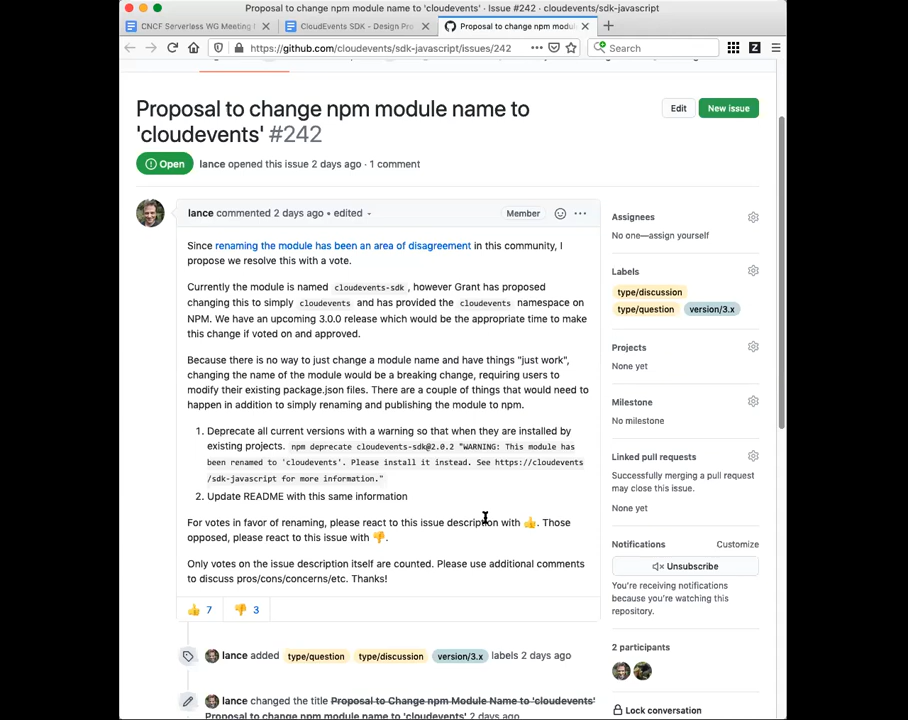 Proposal to change npm module name to 'cloudevents' · Issue #242 · cloudevents/sdk-javascript
CNCF Serverless WG Meeting
CloudEvents SDK - Design Pro
Proposal to change npm modul
https://github.com/cloudevents/sdk-javascript/issues/242
Search
Proposal to change npm module name to
'cloudevents' #242
Edit
New issue
Open
lance opened this issue 2 days ago · 1 comment
lance commented 2 days ago • edited
Member
Since renaming the module has been an area of disagreement in this community, I
propose we resolve this with a vote.
Currently the module is named cloudevents-sdk , however Grant has proposed
changing this to simply cloudevents and has provided the cloudevents namespace on
NPM. We have an upcoming 3.0.0 release which would be the appropriate time to make
this change if voted on and approved.
Because there is no way to just change a module name and have things "just work",
changing the name of the module would be a breaking change, requiring users to
modify their existing package.json files. There are a couple of things that would need to
happen in addition to simply renaming and publishing the module to npm.
1. Deprecate all current versions with a warning so that when they are installed by
existing projects. npm deprecate cloudevents-sdk@2.0.2 "WARNING: This module has
been renamed to 'cloudevents'. Please install it instead. See https://cloudevents
/sdk-javascript for more information."
2. Update README with this same information
For votes in favor of renaming, please react to this issue description with 👍. Those
opposed, please react to this issue with 👎.
Only votes on the issue description itself are counted. Please use additional comments
to discuss pros/cons/concerns/etc. Thanks!
👍 7
👎 3
lance added type/question type/discussion version/3.x labels 2 days ago
lance changed the title Proposal to Change npm Module Name to 'cloudevents'
Proposal to change npm module name to 'cloudevents' 2 days ago
Assignees
No one—assign yourself
Labels
type/discussion
type/question version/3.x
Projects
None yet
Milestone
No milestone
Linked pull requests
Successfully merging a pull request
may close this issue.
None yet
Notifications
Customize
Unsubscribe
You're receiving notifications
because you're watching this
repository.
2 participants
Lock conversation